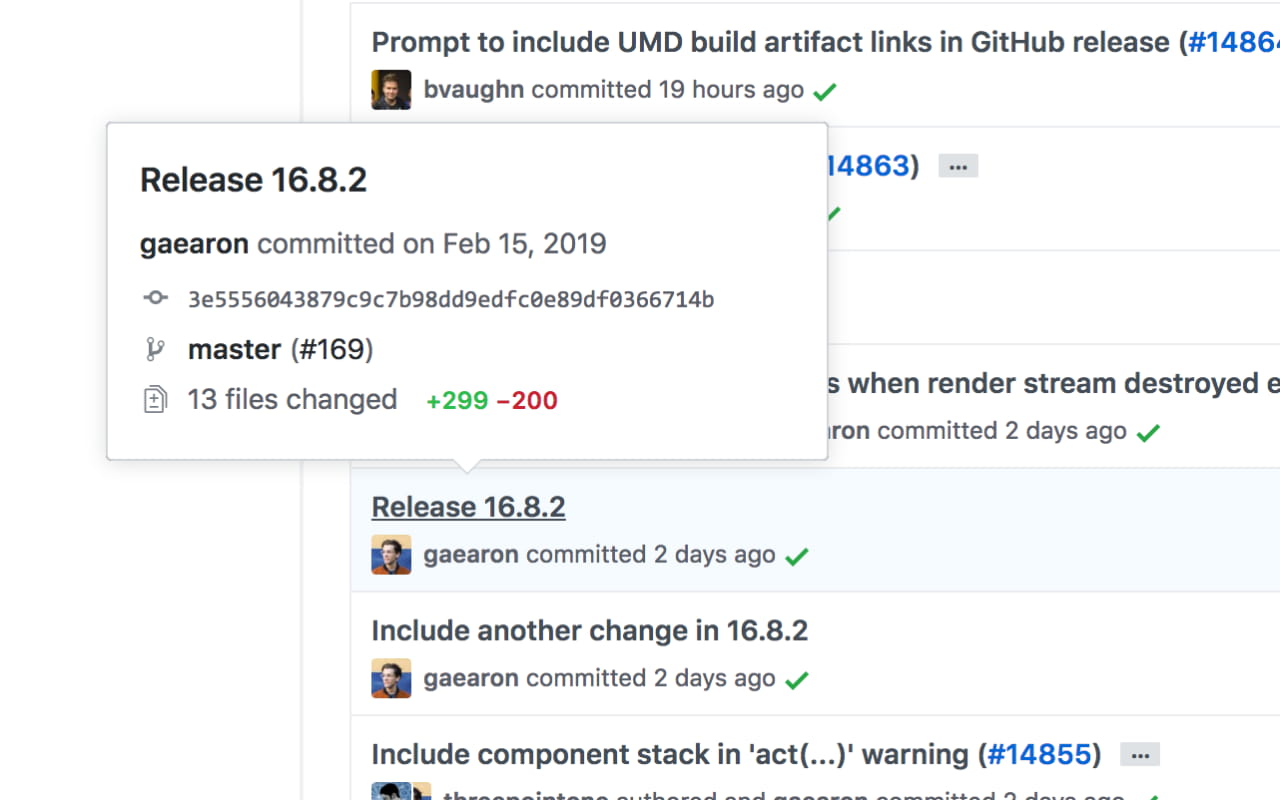 Prompt to include UMD build artifact links in GitHub release (#14864
bvaughn committed 19 hours ago
Release 16.8.2
gaearon committed on Feb 15, 2019
3e5556043879c9c7b98dd9edfc0e89df0366714b
master (#169)
13 files changed +299 −200
14863) …
s when render stream destroyed e
ron committed 2 days ago
Release 16.8.2
gaearon committed 2 days ago
Include another change in 16.8.2
gaearon committed 2 days ago
Include component stack in 'act(...)' warning (#14855) …
threepointone authored and gaearon committed 2 days ago